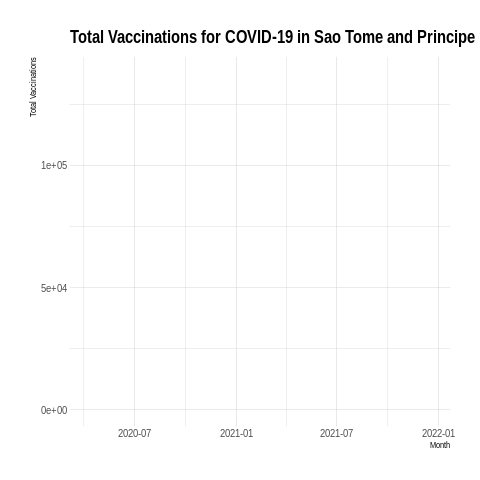 Total Vaccinations for COVID-19 in Sao Tome and Principe
Total Vaccinations
1e+05
5e+04
0e+00
2020-07 2021-01 2021-07 2022-01
Month